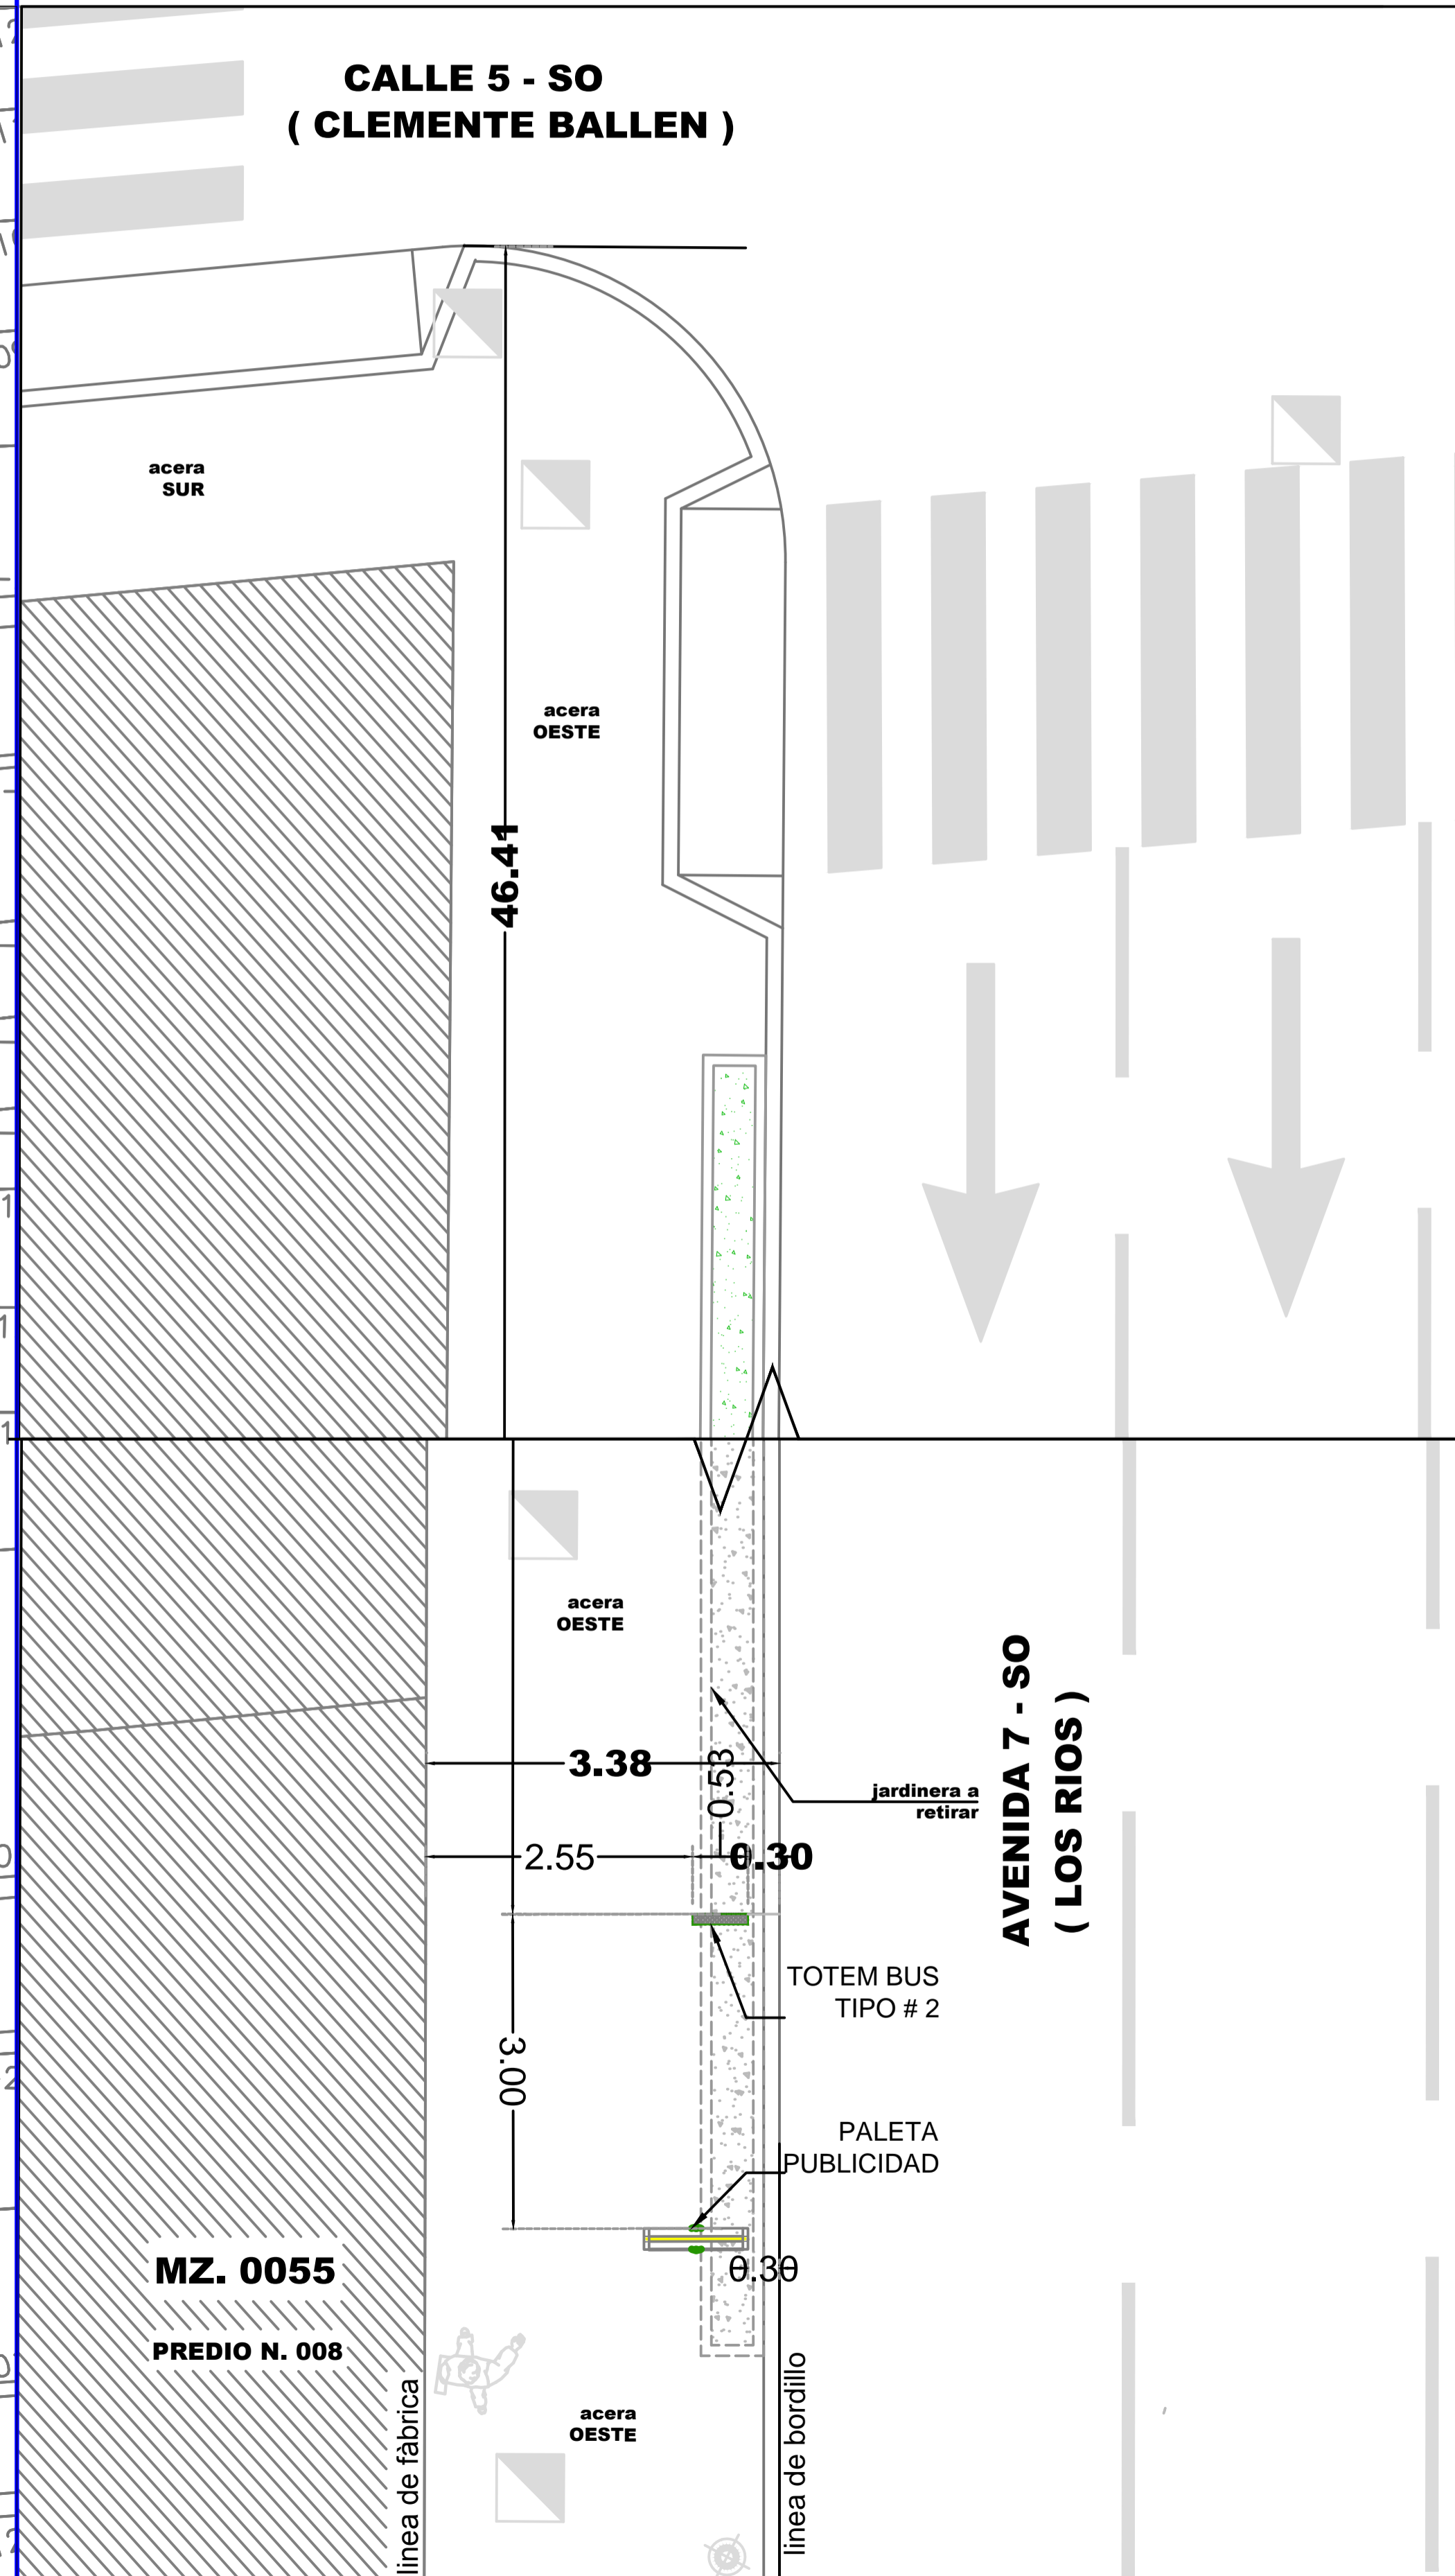 CALLE 5 - SO
( CLEMENTE BALLEN )
acera
SUR
acera
OESTE
46.41
acera
OESTE
3.38
0.53
jardinera a
retirar
2.55
0.30
AVENIDA 7 - SO
( LOS RIOS )
TOTEM BUS
TIPO # 2
3.00
PALETA
PUBLICIDAD
0.30
MZ. 0055
PREDIO N. 008
linea de fàbrica
acera
OESTE
linea de bordillo